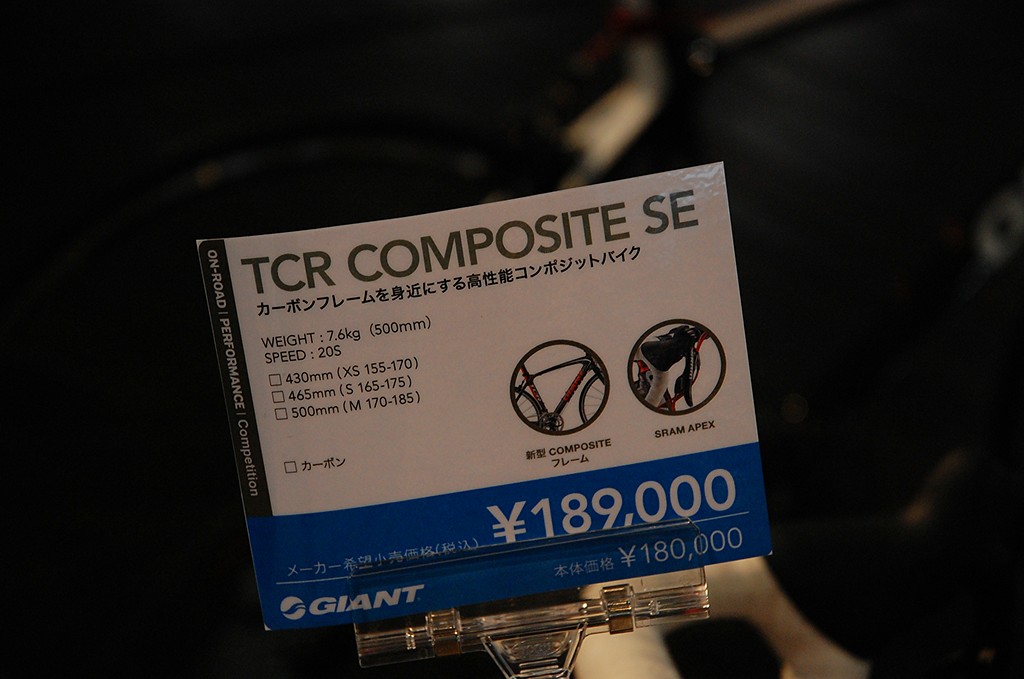 ON-ROAD | PERFORMANCE | Competition
TCR COMPOSITE SE
カーボンフレームを身近にする高性能コンポジットバイク
WEIGHT : 7.6kg (500mm)
SPEED : 20S
□ 430mm (XS 155-170)
□ 465mm (S 165-175)
□ 500mm (M 170-185)
□ カーボン
新型 COMPOSITE
フレーム
SRAM APEX
¥189,000
メーカー希望小売価格(税込)
本体価格 ¥180,000
GIANT